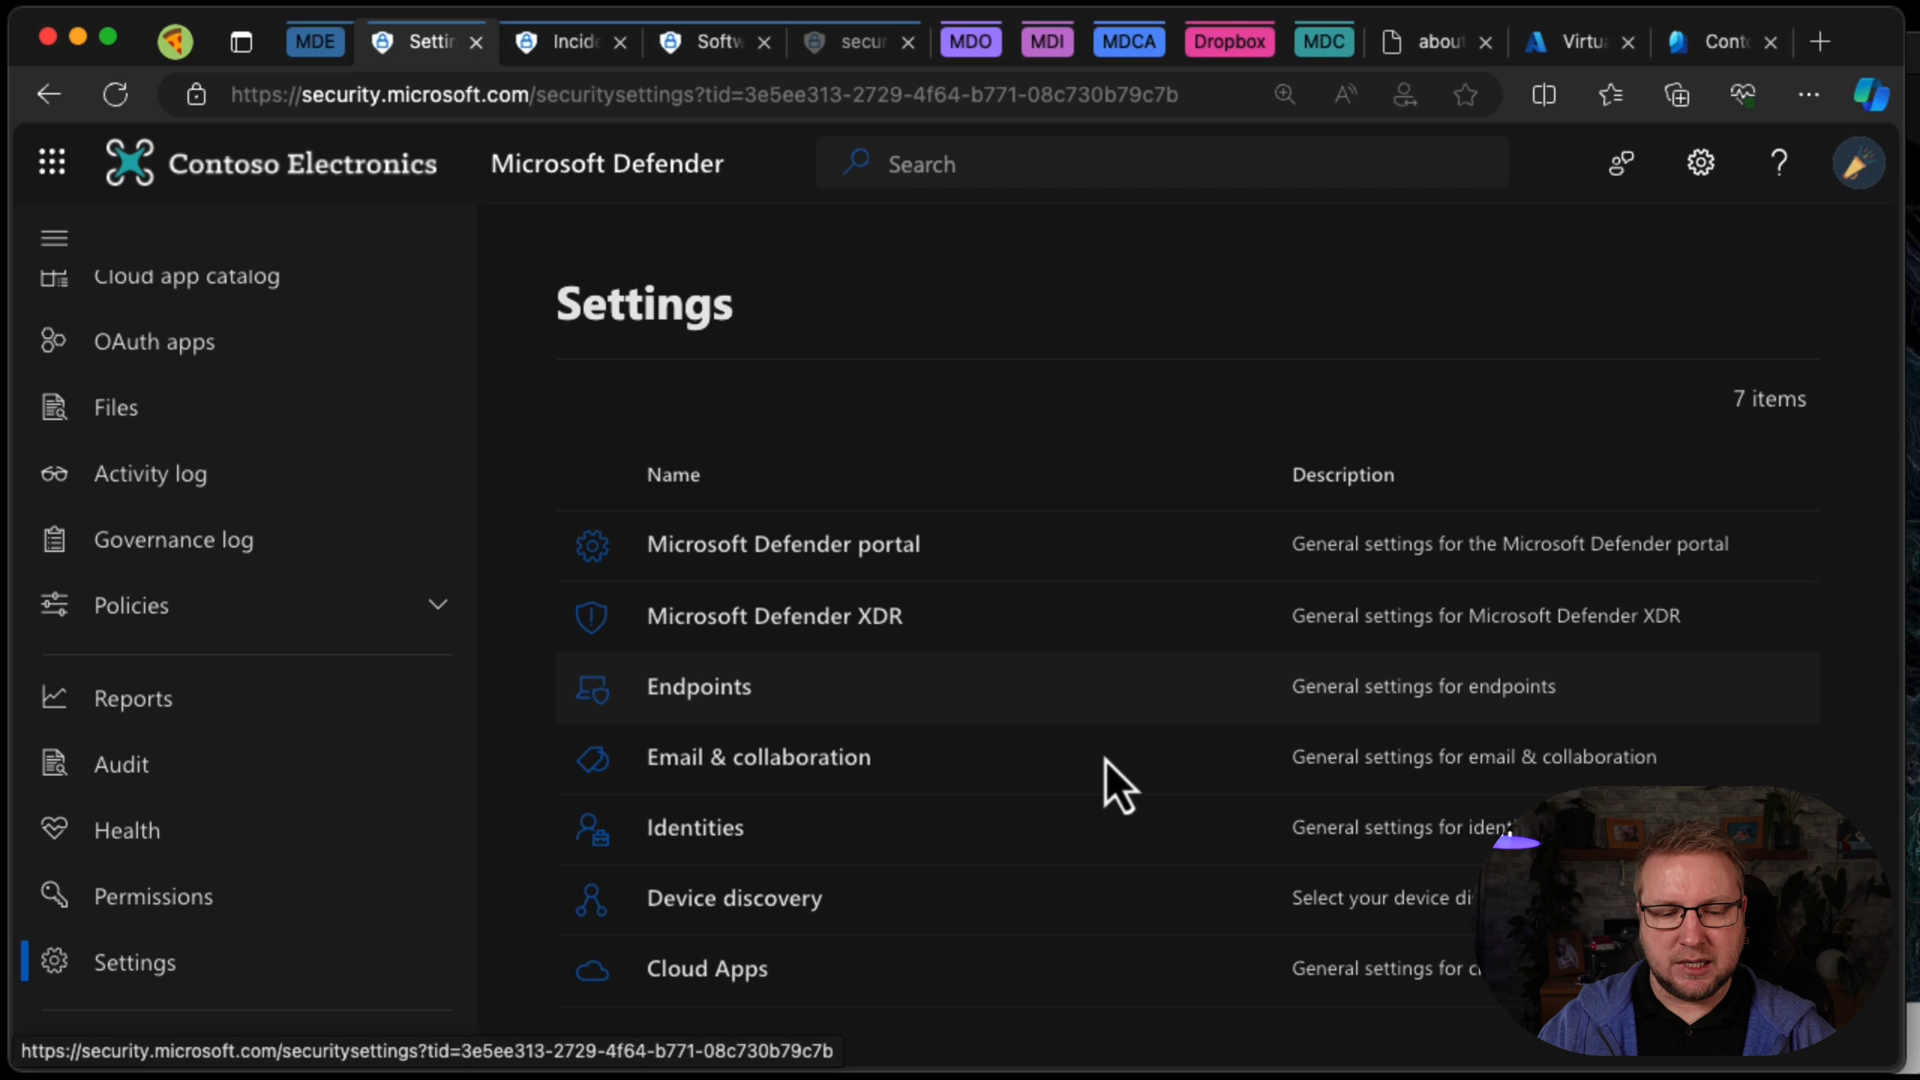 MDE
Settin
Incid
Softw
secur
MDO
MDI
MDCA
Dropbox
MDC
about
Virtua
Conto
https://security.microsoft.com/securitysettings?tid=3e5ee313-2729-4f64-b771-08c730b79c7b
Contoso Electronics
Microsoft Defender
Search
Cloud app catalog
OAuth apps
Files
Activity log
Governance log
Policies
Reports
Audit
Health
Permissions
Settings
Settings
7 items
Name
Description
Microsoft Defender portal
General settings for the Microsoft Defender portal
Microsoft Defender XDR
General settings for Microsoft Defender XDR
Endpoints
General settings for endpoints
Email & collaboration
General settings for email & collaboration
Identities
General settings for ident
Device discovery
Select your device di
Cloud Apps
General settings for c
https://security.microsoft.com/securitysettings?tid=3e5ee313-2729-4f64-b771-08c730b79c7b